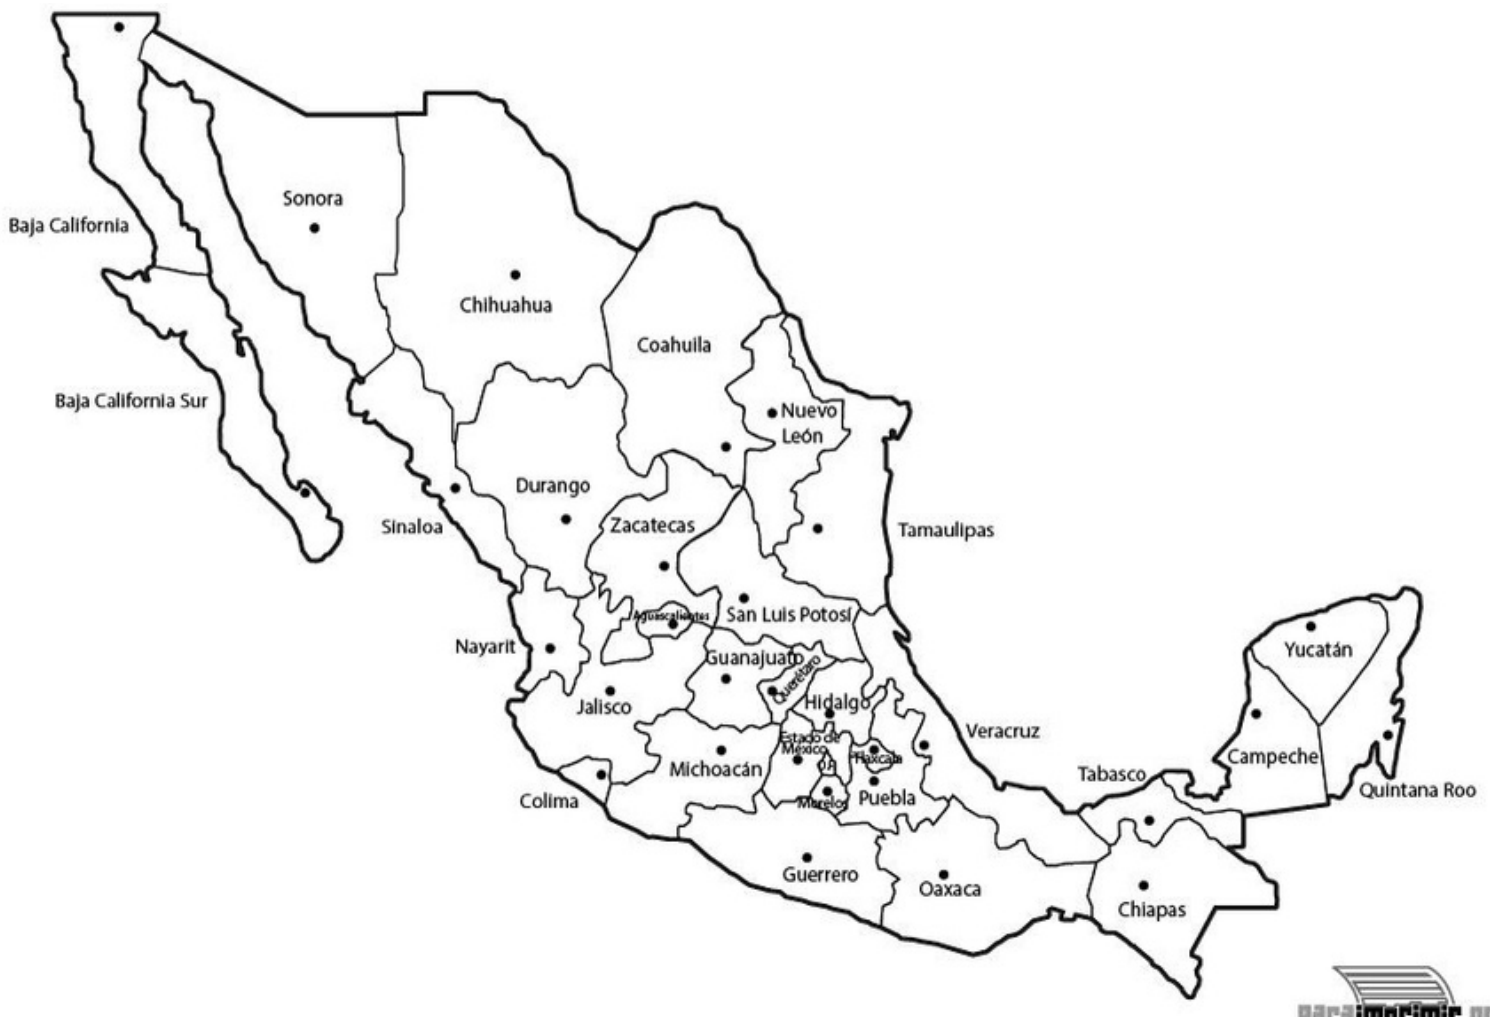 Sonora
Baja California
Chihuahua
Coahuila
Baja California Sur
Nuevo
León
Durango
Zacatecas
Sinaloa
Tamaulipas
Aguascalientes
San Luis Potosí
Nayarit
Guanajuato
Querétaro
Yucatán
Jalisco
Hidalgo
Veracruz
Estado de
México
Tlaxcala
D.F.
Michoacán
Campeche
Tabasco
Colima
Morelos
Puebla
Quintana Roo
Guerrero
Oaxaca
Chiapas
paraimprimir